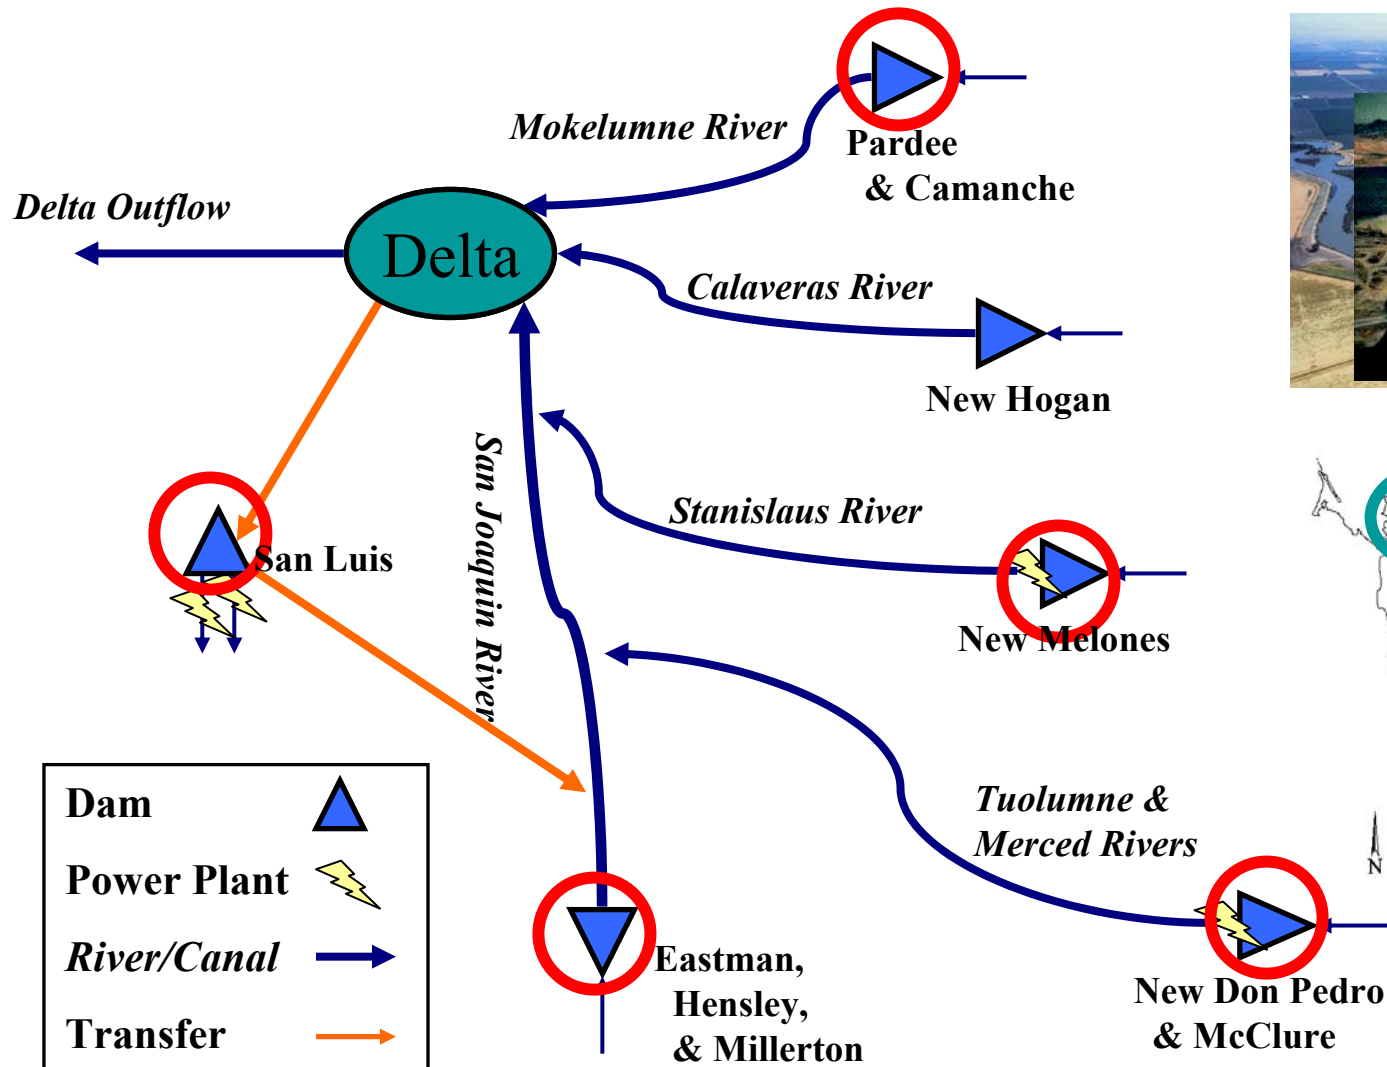 Mokelumne River
Pardee
& Camanche
Delta Outflow
Delta
Calaveras River
New Hogan
San Joaquin River
Stanislaus River
San Luis
New Melones
Tuolumne &
Merced Rivers
Dam
Power Plant
River/Canal
Transfer
Eastman,
Hensley,
& Millerton
New Don Pedro
& McClure
N